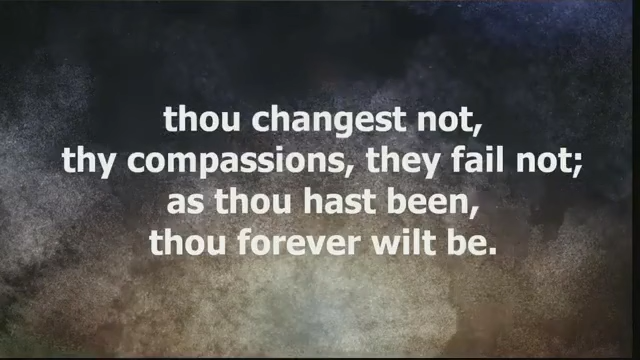 thou changest not,
thy compassions, they fail not;
as thou hast been,
thou forever wilt be.